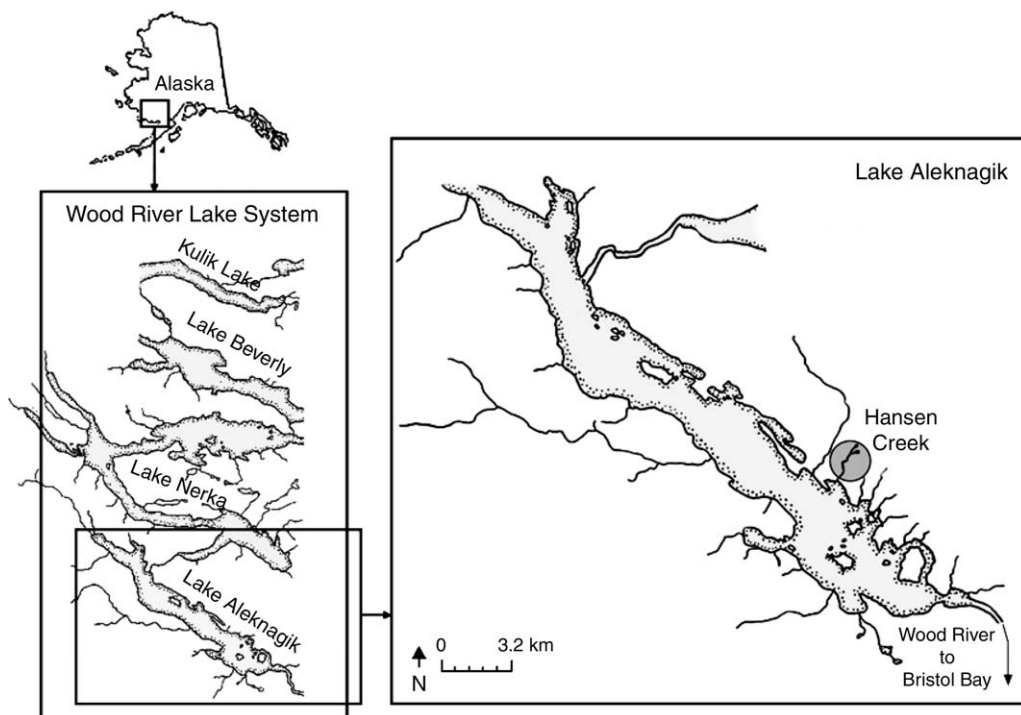 Alaska
Wood River Lake System
Kulik Lake
Lake Beverly
Lake Nerka
Lake Aleknagik
Lake Aleknagik
Hansen
Creek
0 3.2 km
N
Wood River
to
Bristol Bay